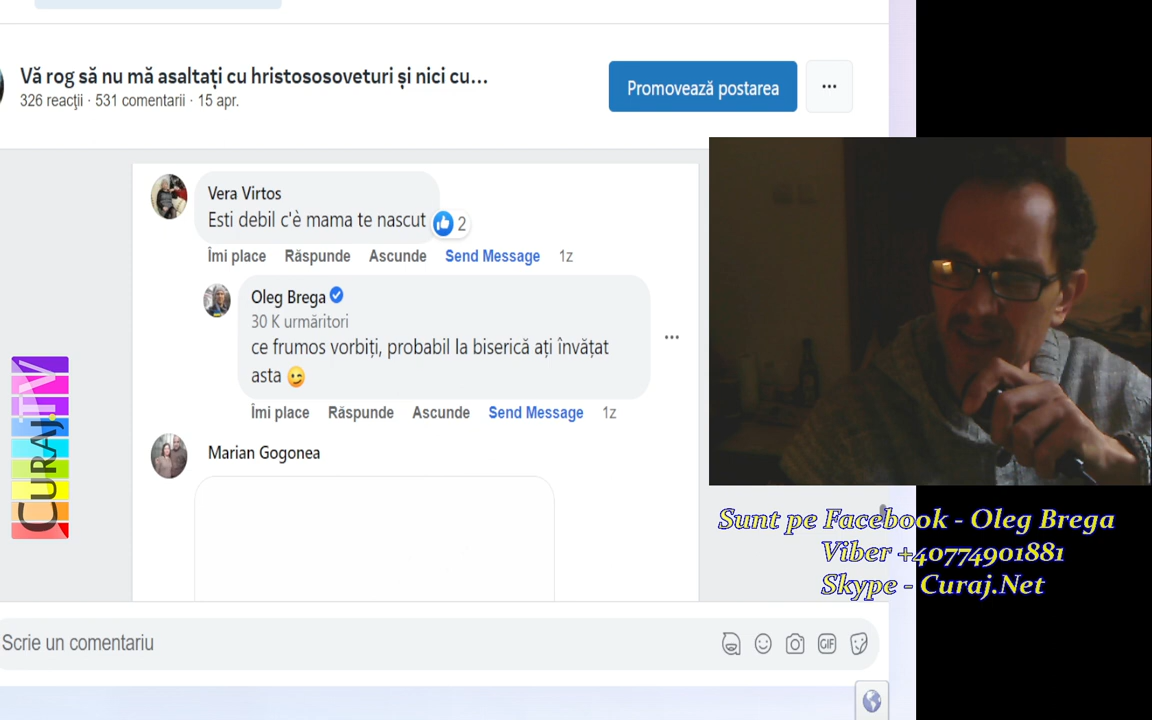 Vă rog să nu mă asaltați cu hristososoveturi și nici cu...
326 reacții · 531 comentarii · 15 apr.
Promovează postarea
Vera Virtos
Esti debil c'è mama te nascut
2
Îmi place Răspunde Ascunde Send Message 1z
Oleg Brega
30 K urmăritori
ce frumos vorbiți, probabil la biserică ați învățat
asta
Îmi place Răspunde Ascunde Send Message 1z
Marian Gogonea
CURAJ.TV
Sunt pe Facebook - Oleg Brega
Viber +40774901881
Skype - Curaj.Net
Scrie un comentariu
GIF